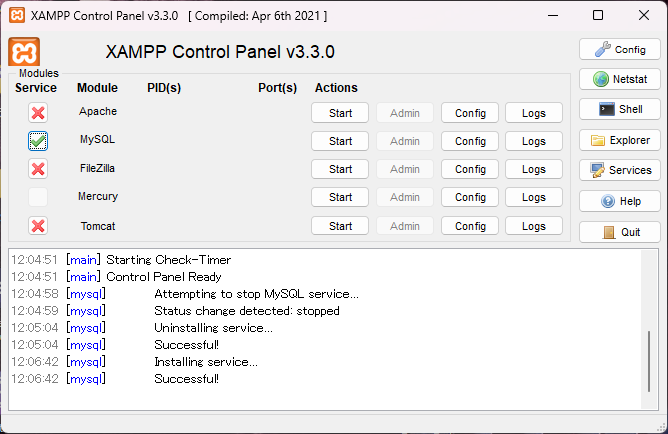 XAMPP Control Panel v3.3.0 [ Compiled: Apr 6th 2021 ]
XAMPP Control Panel v3.3.0
Config
Modules
Service Module PID(s) Port(s) Actions
Netstat
Apache Start Admin Config Logs
Shell
MySQL Start Admin Config Logs
Explorer
FileZilla Start Admin Config Logs
Services
Mercury Start Admin Config Logs
Help
Tomcat Start Admin Config Logs
Quit
12:04:51 [main] Starting Check-Timer
12:04:51 [main] Control Panel Ready
12:04:58 [mysql] Attempting to stop MySQL service...
12:04:59 [mysql] Status change detected: stopped
12:05:04 [mysql] Uninstalling service...
12:05:04 [mysql] Successful!
12:06:42 [mysql] Installing service...
12:06:42 [mysql] Successful!